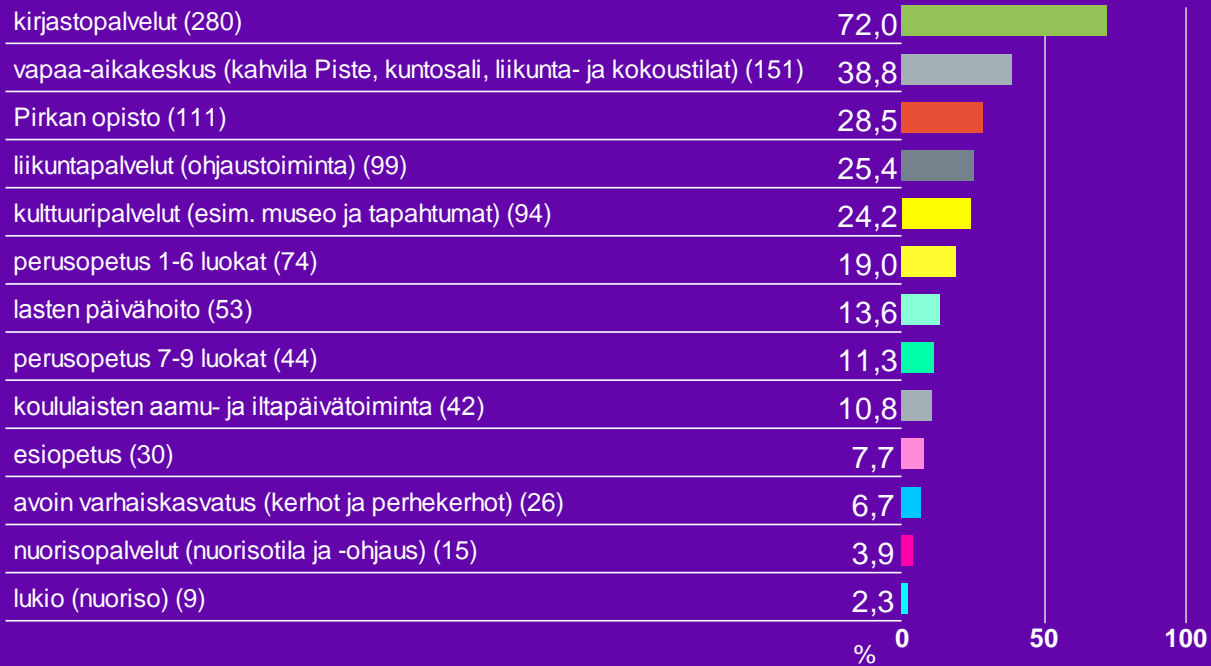 kirjastopalvelut (280) 72,0
vapaa-aikakeskus (kahvila Piste, kuntosali, liikunta- ja kokoustilat) (151) 38,8
Pirkan opisto (111) 28,5
liikuntapalvelut (ohjaustoiminta) (99) 25,4
kulttuuripalvelut (esim. museo ja tapahtumat) (94) 24,2
perusopetus 1-6 luokat (74) 19,0
lasten päivähoito (53) 13,6
perusopetus 7-9 luokat (44) 11,3
koululaisten aamu- ja iltapäivätoiminta (42) 10,8
esiopetus (30) 7,7
avoin varhaiskasvatus (kerhot ja perhekerhot) (26) 6,7
nuorisopalvelut (nuorisotila ja -ohjaus) (15) 3,9
lukio (nuoriso) (9) 2,3
% 0 50 100